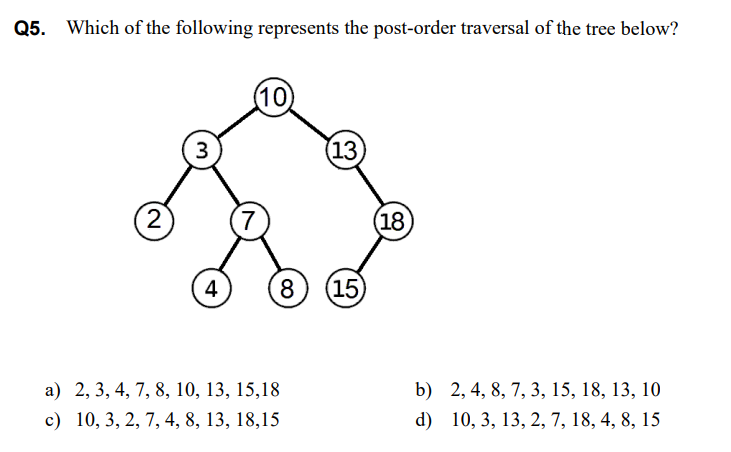 Q5. Which of the following represents the post-order traversal of the tree below?
10
3 13
2 7 18
4 8 15
a) 2, 3, 4, 7, 8, 10, 13, 15,18 b) 2, 4, 8, 7, 3, 15, 18, 13, 10
c) 10, 3, 2, 7, 4, 8, 13, 18,15 d) 10, 3, 13, 2, 7, 18, 4, 8, 15